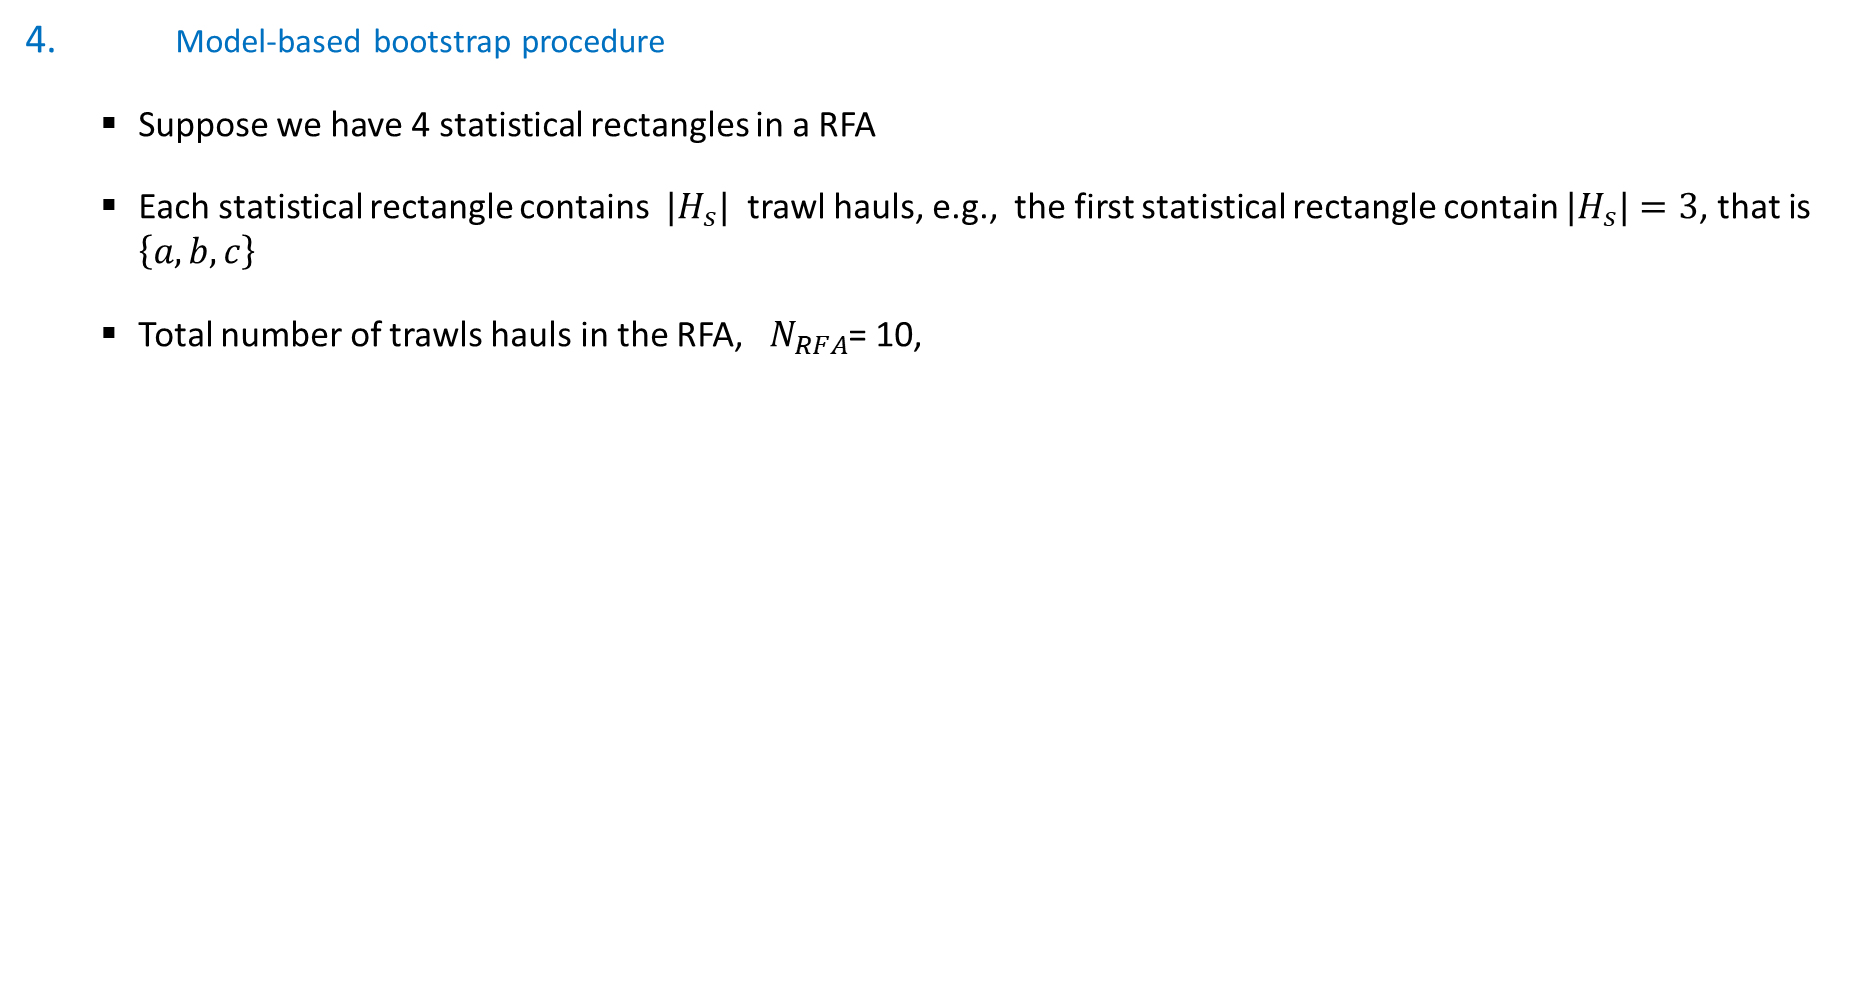 4. Model-based bootstrap procedure
▪ Suppose we have 4 statistical rectangles in a RFA
▪ Each statistical rectangle contains |H_s| trawl hauls, e.g., the first statistical rectangle contain |H_s| = 3, that is
{a, b, c}
▪ Total number of trawls hauls in the RFA, N_RFA= 10,